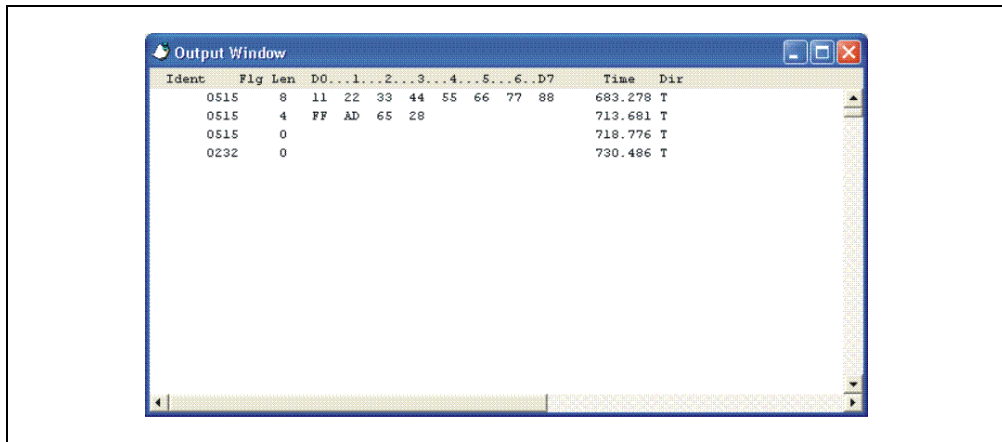 Output Window
Ident Flg Len D0...1...2...3...4...5...6..D7 Time Dir
0515 8 11 22 33 44 55 66 77 88 683.278 T
0515 4 FF AD 65 28 713.681 T
0515 0 718.776 T
0232 0 730.486 T